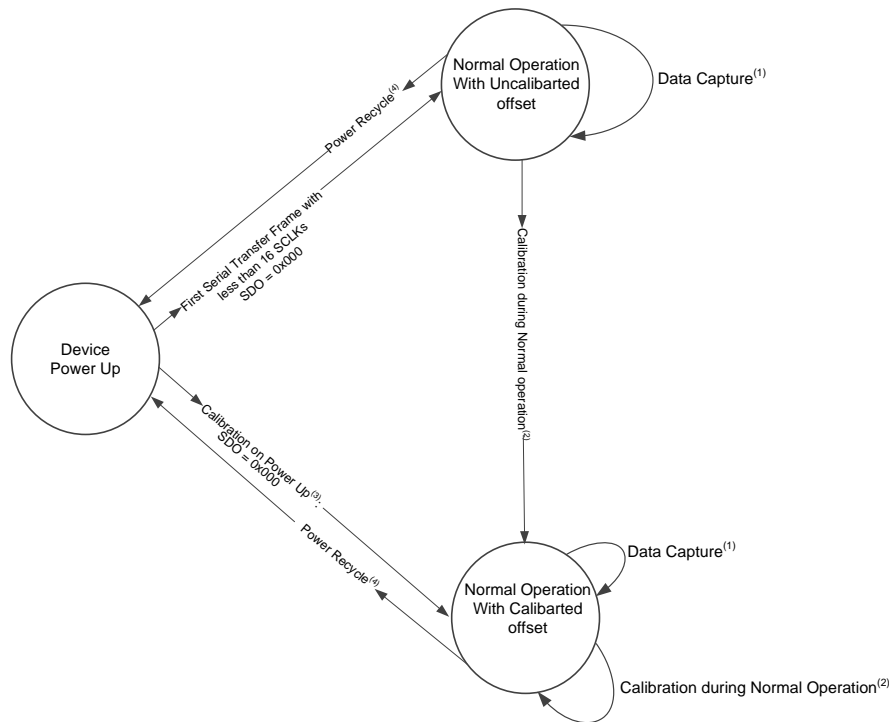 Normal Operation
With Uncalibarted
offset
Data Capture(1)
Power Recycle(4)
First Serial Transfer Frame with
less than 16 SCLKs
SDO = 0x000
Calibration during Normal operation(2)
Device
Power Up
Calibration on Power Up(3):
SDO = 0x000
Power Recycle(4)
Normal Operation
With Calibarted
offset
Data Capture(1)
Calibration during Normal Operation(2)